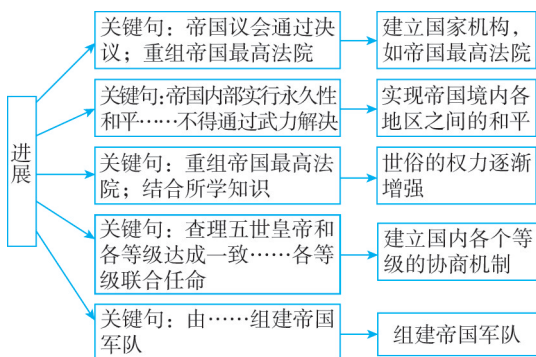 进展
关键句：帝国议会通过决
议；重组帝国最高法院
建立国家机构，
如帝国最高法院
关键句:帝国内部实行永久性
和平……不得通过武力解决
实现帝国境内各
地区之间的和平
关键句：重组帝国最高法
院；结合所学知识
世俗的权力逐渐
增强
关键句：查理五世皇帝和
各等级达成一致……各等
级联合任命
建立国内各个等
级的协商机制
关键句：由……组建帝国
军队
组建帝国军队